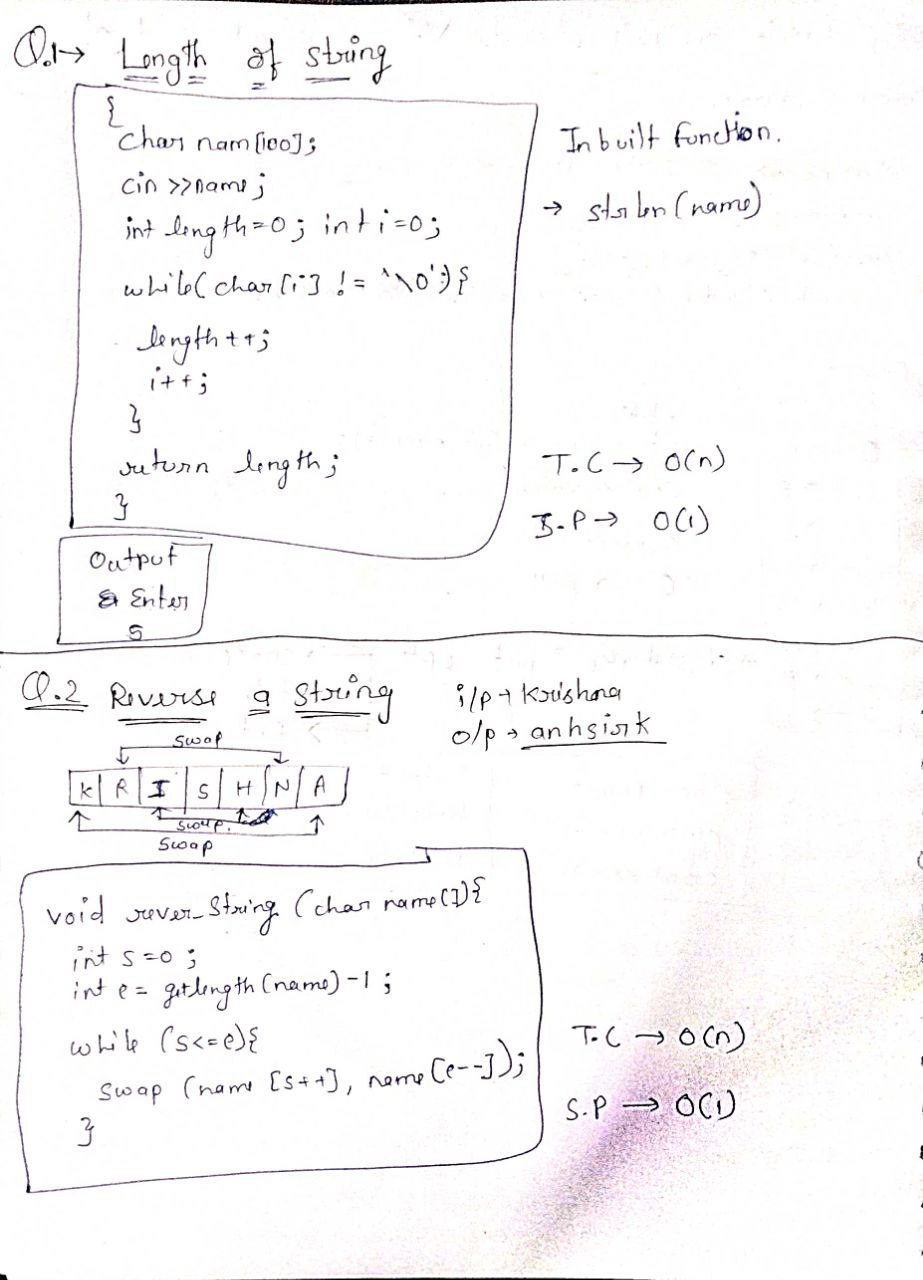 Q.1→ Length of string
{
char nam[100];
cin >>name;
int length=0; int i=0;
while( char[i] != '\0'){
length++;
i++;
}
return length;
}
Inbuilt function.
→ strlen(name)
T.C → O(n)
S.P → O(1)
Output
Enter
5
Q.2 Reverse a String
i/p → Krishna
o/p → anhsirk
swap
K R I S H N A
swap.
swap
void rever_String (char name[]){
int s=0;
int e= getlength(name)-1;
while (s<=e){
swap (name [s++], name[e--]);
}
T.C → O(n)
S.P → O(1)